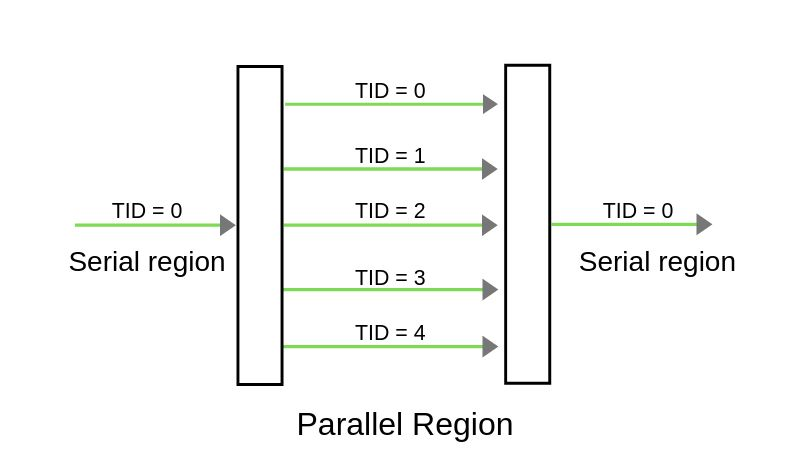 TID = 0
TID = 1
TID = 0
TID = 2
TID = 0
Serial region
Serial region
TID = 3
TID = 4
Parallel Region